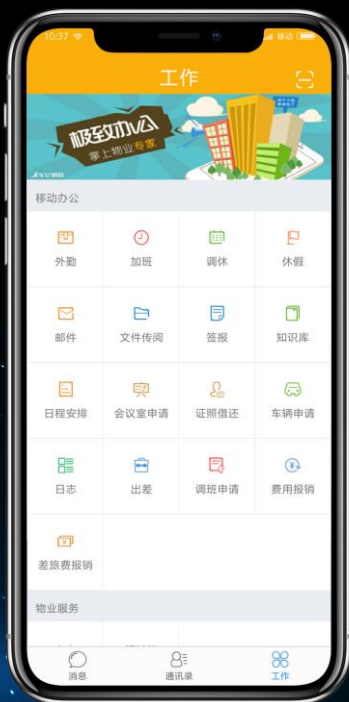 10:37
移动
工作
极致办公
掌上物业专家
移动办公
外勤
加班
调休
休假
邮件
文件传阅
签报
知识库
日程安排
会议室申请
证照借还
车辆申请
日志
出差
调班申请
费用报销
差旅费报销
物业服务
消息
通讯录
工作